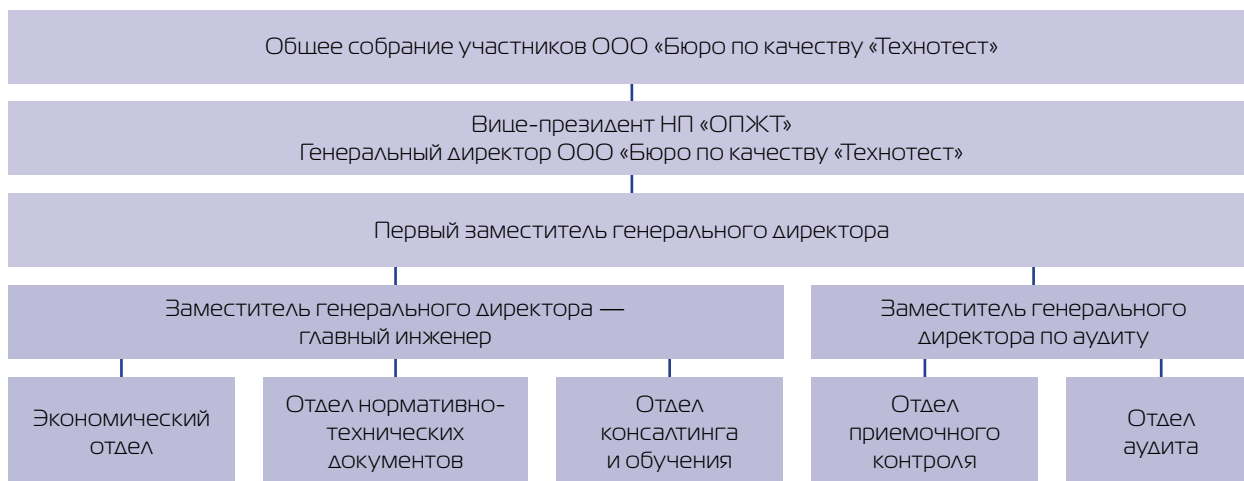 Общее собрание участников ООО «Бюро по качеству «Технотест»
Вице-президент НП «ОПЖТ»
Генеральный директор ООО «Бюро по качеству «Технотест»
Первый заместитель генерального директора
Заместитель генерального директора —
главный инженер
Заместитель генерального
директора по аудиту
Экономический
отдел
Отдел нормативно-
технических
документов
Отдел
консалтинга
и обучения
Отдел
приемочного
контроля
Отдел
аудита